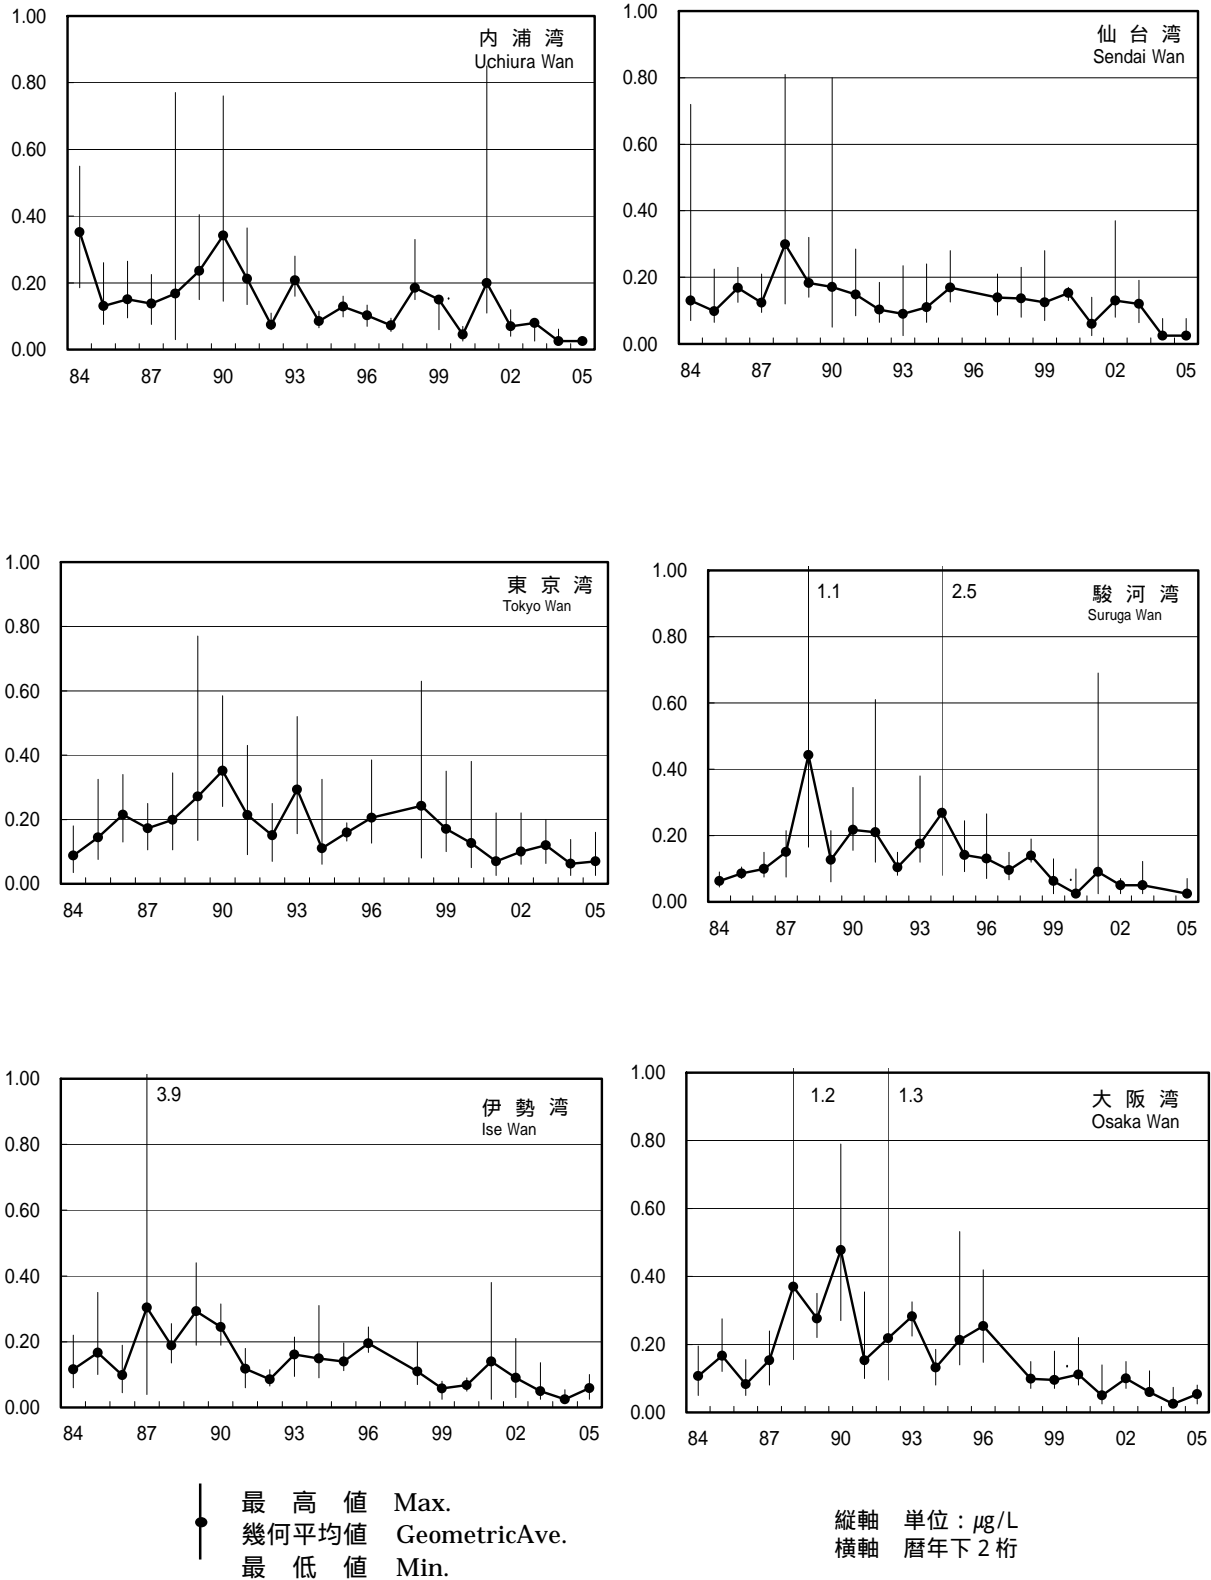 1.00
0.80
0.60
0.40
0.20
0.00
84 87 90 93 96 99 02 05
内 浦 湾
Uchiura Wan
1.00
0.80
0.60
0.40
0.20
0.00
84 87 90 93 96 99 02 05
仙 台 湾
Sendai Wan
1.00
0.80
0.60
0.40
0.20
0.00
84 87 90 93 96 99 02 05
東 京 湾
Tokyo Wan
1.00
0.80
0.60
0.40
0.20
0.00
84 87 90 93 96 99 02 05
1.1 2.5
駿 河 湾
Suruga Wan
1.00
0.80
0.60
0.40
0.20
0.00
84 87 90 93 96 99 02 05
3.9
伊 勢 湾
Ise Wan
1.00
0.80
0.60
0.40
0.20
0.00
84 87 90 93 96 99 02 05
1.2 1.3
大 阪 湾
Osaka Wan
最 高 値 Max.
幾何平均値 GeometricAve.
最 低 値 Min.
縦軸 単位：μg/L
横軸 暦年下２桁